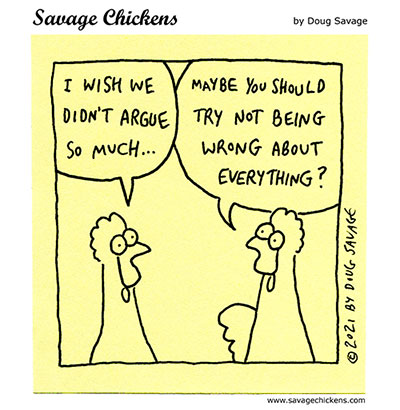 Savage Chickens
by Doug Savage
I WISH WE
DIDN'T ARGUE
SO MUCH...
MAYBE YOU SHOULD
TRY NOT BEING
WRONG ABOUT
EVERYTHING?
© 2021 BY DOUG SAVAGE
www.savagechickens.com